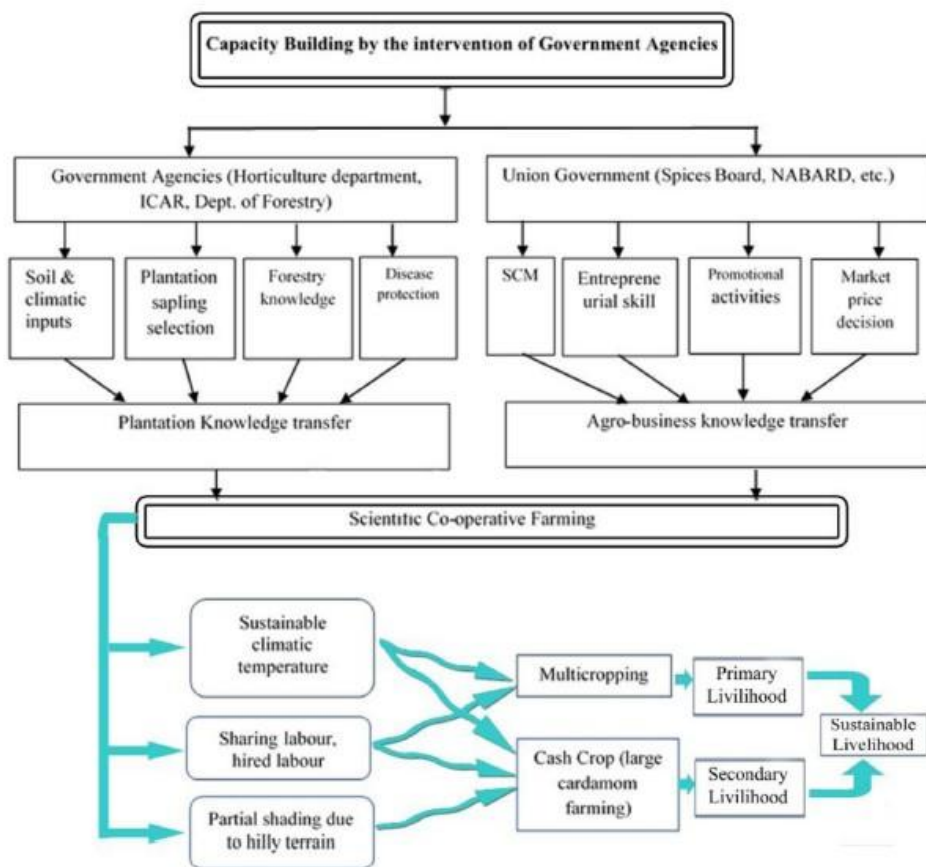 Capacity Building by the intervention of Government Agencies
Government Agencies (Horticulture department,
ICAR, Dept. of Forestry)
Union Government (Spices Board, NABARD, etc.)
Soil &
climatic
inputs
Plantation
sapling
selection
Forestry
knowledge
Disease
protection
SCM
Entreprene
urial skill
Promotional
activities
Market
price
decision
Plantation Knowledge transfer
Agro-business knowledge transfer
Scientific Co-operative Farming
Sustainable
climatic
temperature
Sharing labour,
hired labour
Partial shading due
to hilly terrain
Multicropping
Cash Crop (large
cardamom
farming)
Primary
Livilihood
Secondary
Livilihood
Sustainable
Livelihood